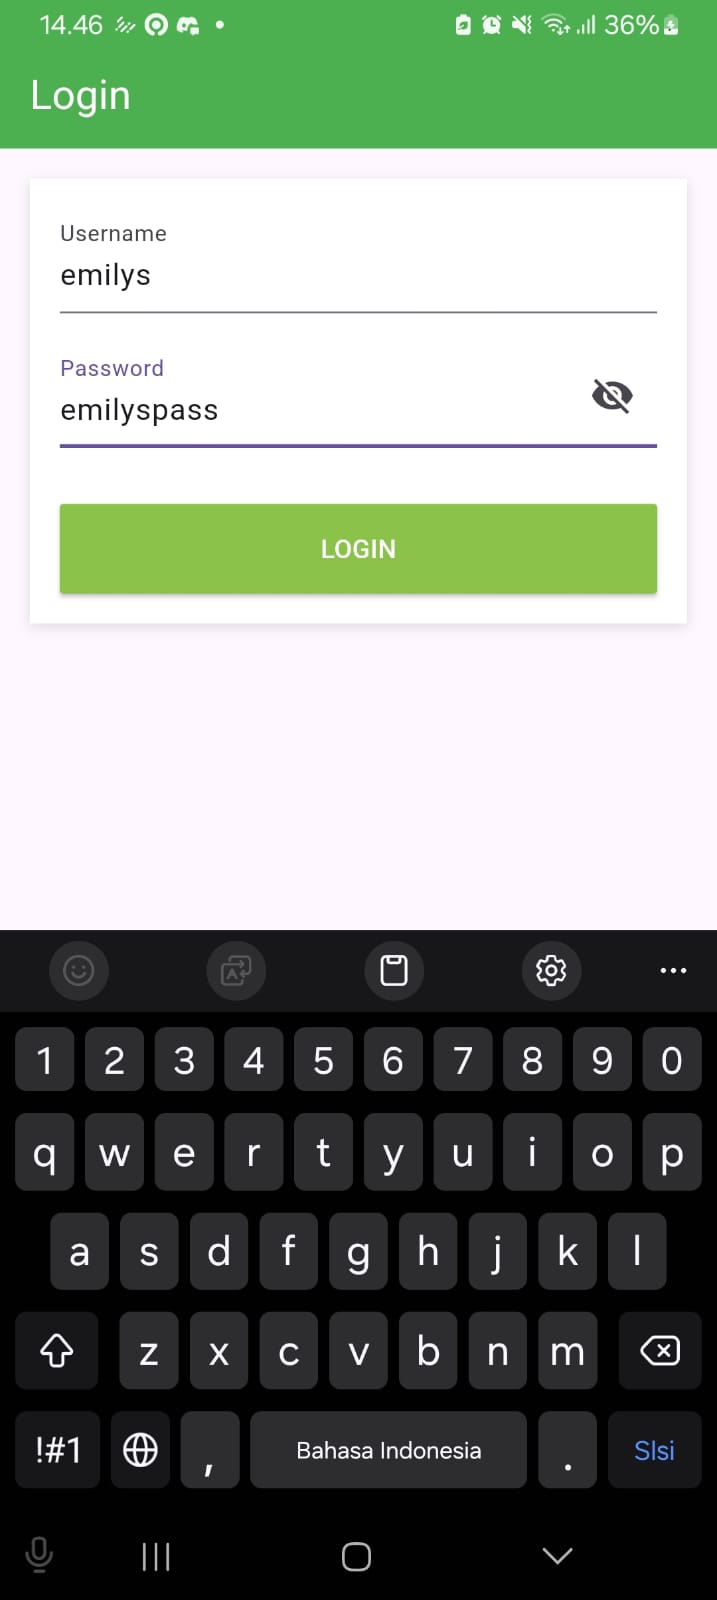 14.46 36%
Login
Username
emilys
Password
emilyspass
LOGIN
1 2 3 4 5 6 7 8 9 0
q w e r t y u i o p
a s d f g h j k l
z x c v b n m
!#1 , Bahasa Indonesia . Slsi